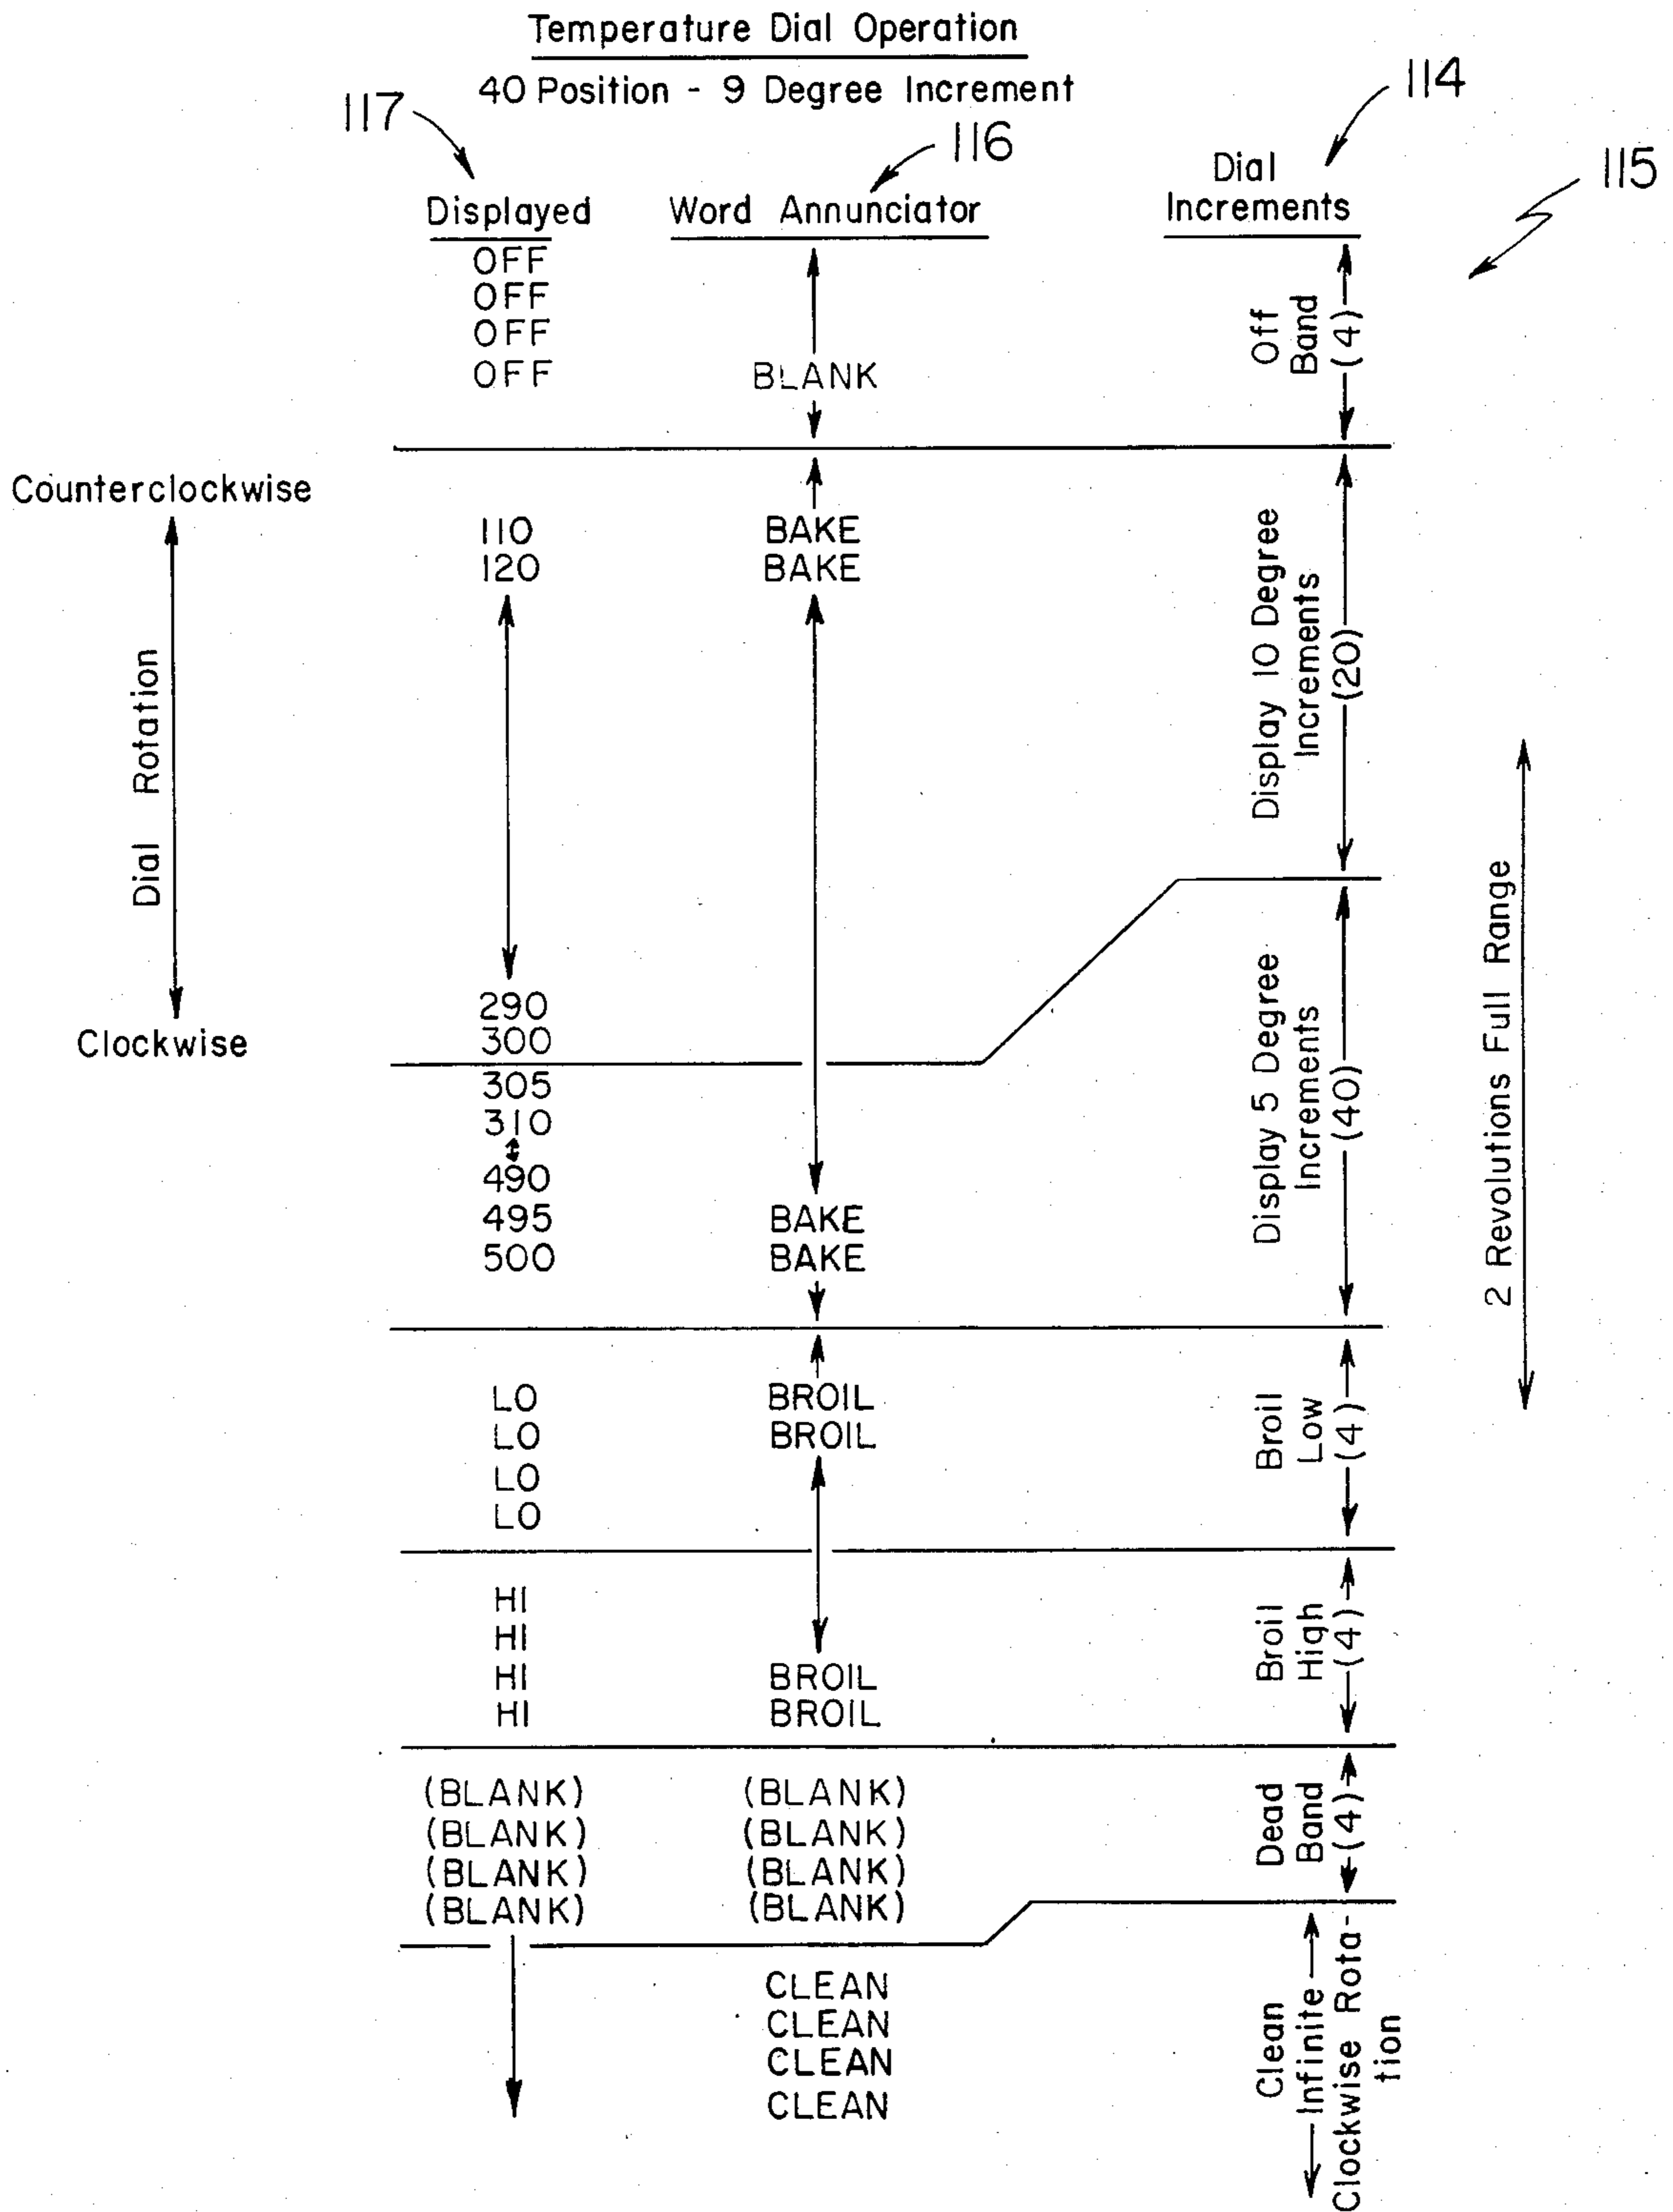 Temperature Dial Operation
40 Position - 9 Degree Increment
117
116
114
115
Displayed
Word Annunciator
Dial
Increments
OFF
OFF
OFF
OFF
BLANK
Off
Band
(4)
Counterclockwise
Dial Rotation
Clockwise
110
BAKE
120
BAKE
Display 10 Degree
Increments
(20)
290
300
305
310
490
495
BAKE
500
BAKE
Display 5 Degree
Increments
(40)
2 Revolutions Full Range
LO
BROIL
LO
BROIL
LO
LO
Broil
Low
(4)
HI
HI
HI
BROIL
HI
BROIL
Broil
High
(4)
(BLANK)
(BLANK)
(BLANK)
(BLANK)
(BLANK)
(BLANK)
(BLANK)
(BLANK)
Dead
Band
(4)
CLEAN
CLEAN
CLEAN
CLEAN
Clean
Infinite
Clockwise Rota-
tion